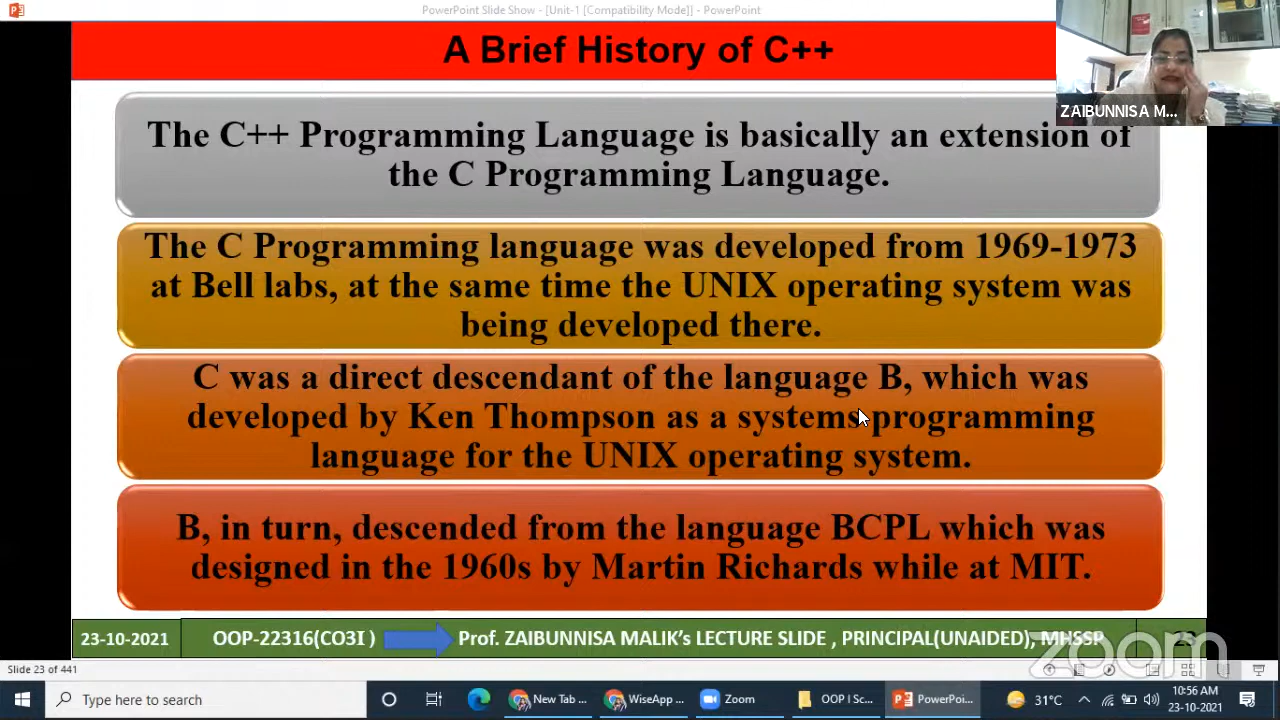 PowerPoint Slide Show - [Unit-1 [Compatibility Mode]] - PowerPoint
A Brief History of C++
ZAIBUNNISA M...
The C++ Programming Language is basically an extension of
the C Programming Language.
The C Programming language was developed from 1969-1973
at Bell labs, at the same time the UNIX operating system was
being developed there.
C was a direct descendant of the language B, which was
developed by Ken Thompson as a systems programming
language for the UNIX operating system.
B, in turn, descended from the language BCPL which was
designed in the 1960s by Martin Richards while at MIT.
23-10-2021 OOP-22316(CO3I ) Prof. ZAIBUNNISA MALIK's LECTURE SLIDE , PRINCIPAL(UNAIDED), MHSSP 23
zoom
Slide 23 of 441
Type here to search New Tab ... WiseApp ... Zoom OOP I Sc... PowerPoi... 31°C 10:56 AM
23-10-2021